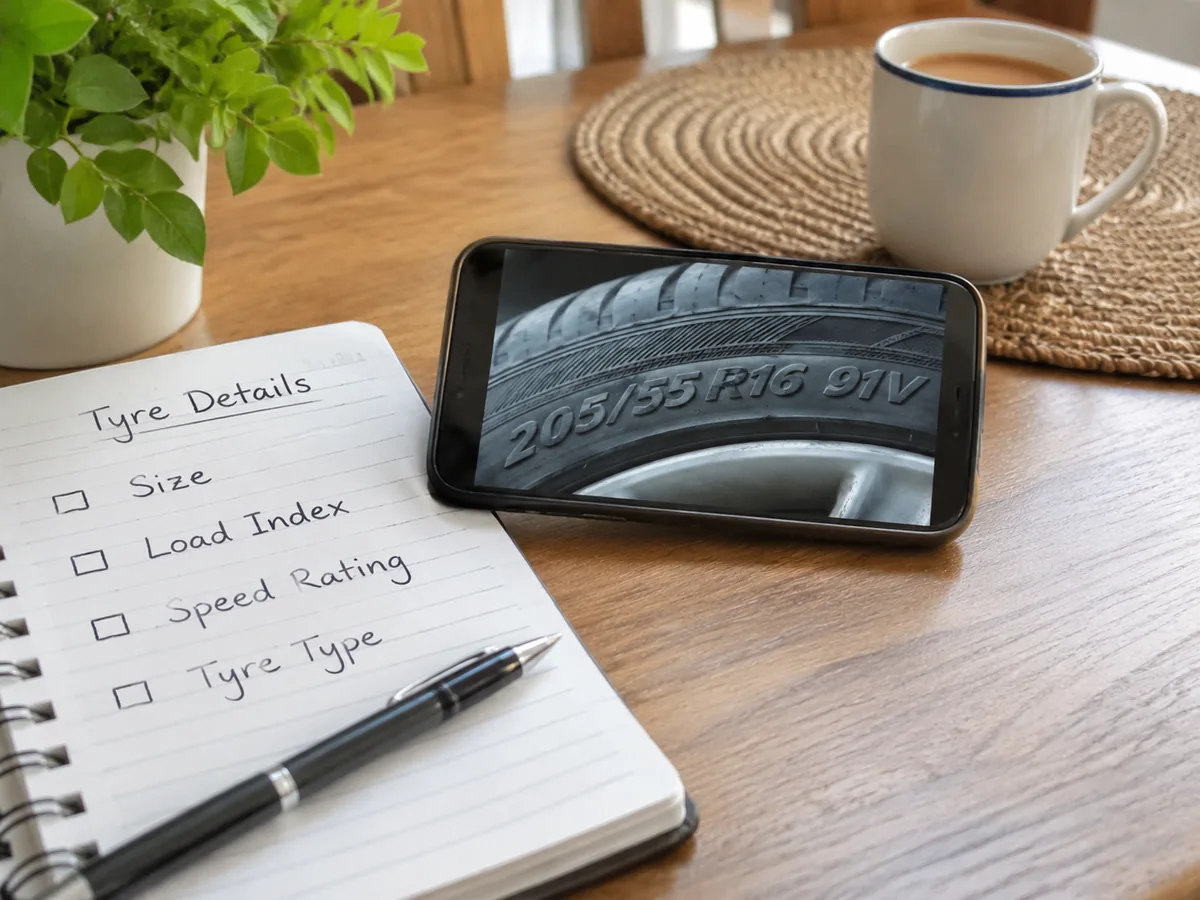 Tyre Details
Size
Load Index
Speed Rating
Tyre Type
205/55 R16 91V